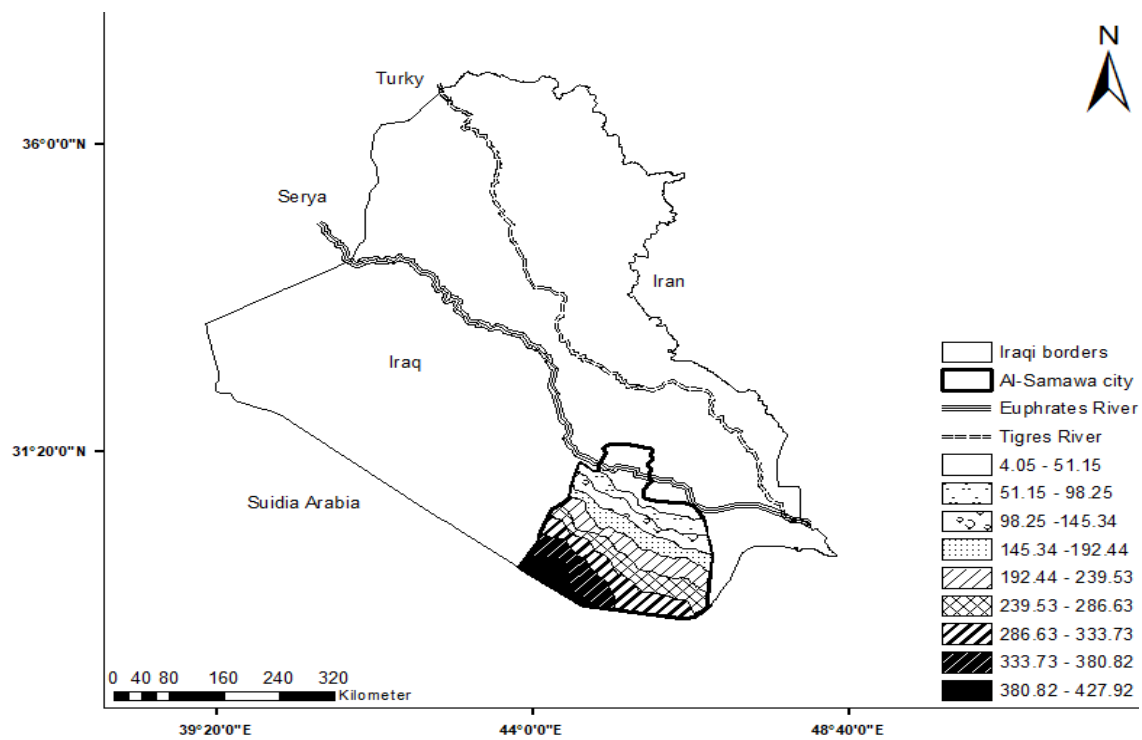 N
Turky
36°0'0"N
Serya
Iran
Iraq
31°20'0"N
Suidia Arabia
Iraqi borders
Al-Samawa city
Euphrates River
Tigres River
4.05 - 51.15
51.15 - 98.25
98.25 -145.34
145.34 -192.44
192.44 - 239.53
239.53 - 286.63
286.63 - 333.73
333.73 - 380.82
380.82 - 427.92
0 40 80 160 240 320
Kilometer
39°20'0"E 44°0'0"E 48°40'0"E